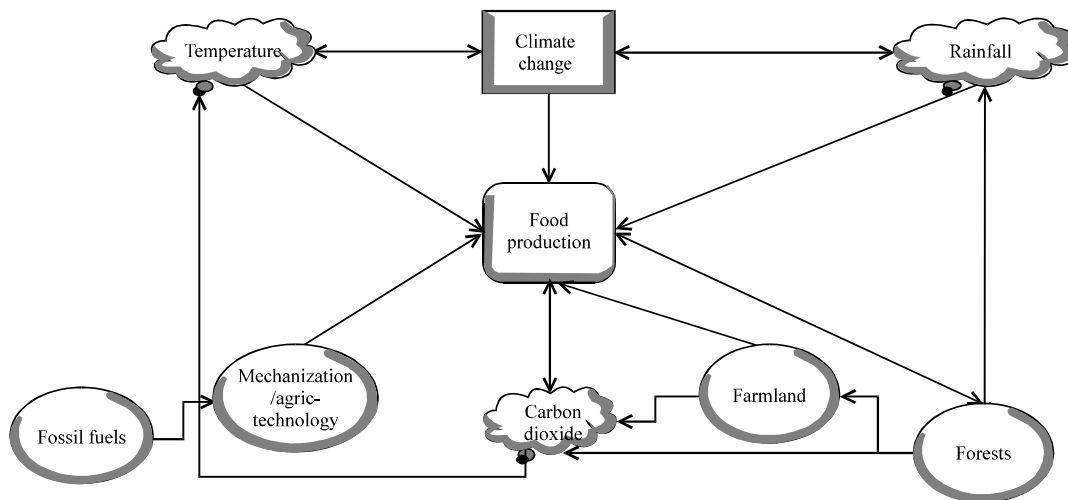 Temperature
Climate
change
Rainfall
Food
production
Mechanization
/agric-
technology
Fossil fuels
Carbon
dioxide
Farmland
Forests